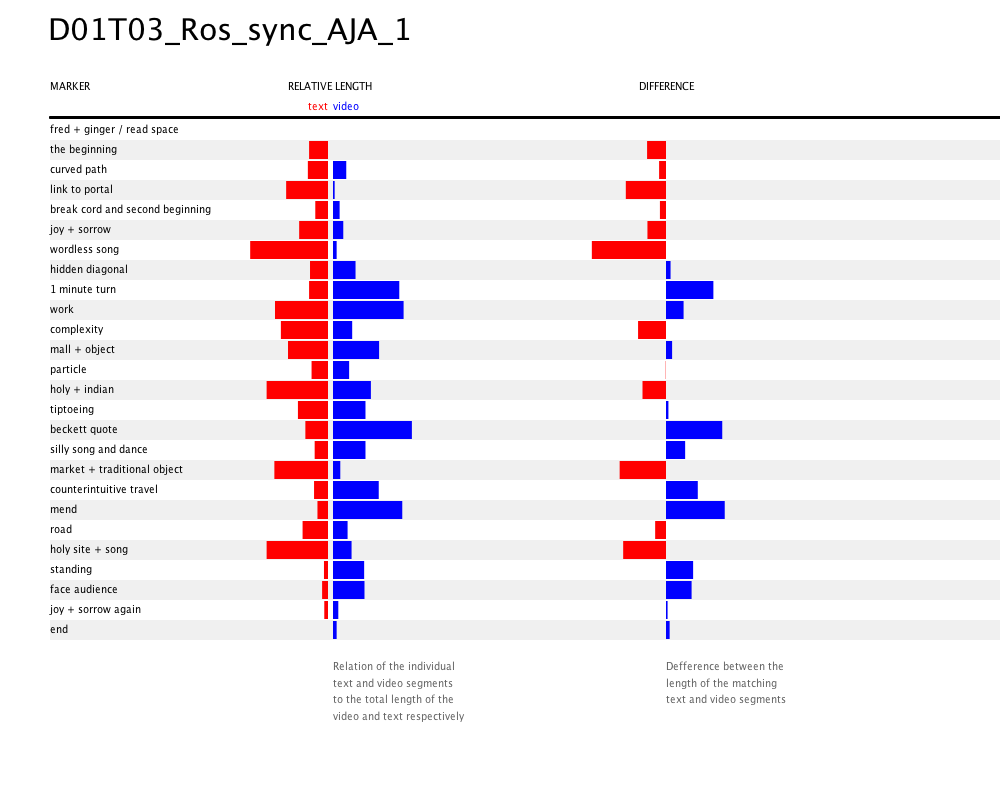 D01T03_Ros_sync_AJA_1
MARKER RELATIVE LENGTH DIFFERENCE
text video
fred + ginger / read space
the beginning
curved path
link to portal
break cord and second beginning
joy + sorrow
wordless song
hidden diagonal
1 minute turn
work
complexity
mall + object
particle
holy + indian
tiptoeing
beckett quote
silly song and dance
market + traditional object
counterintuitive travel
mend
road
holy site + song
standing
face audience
joy + sorrow again
end
Relation of the individual
text and video segments
to the total length of the
video and text respectively
Defference between the
length of the matching
text and video segments